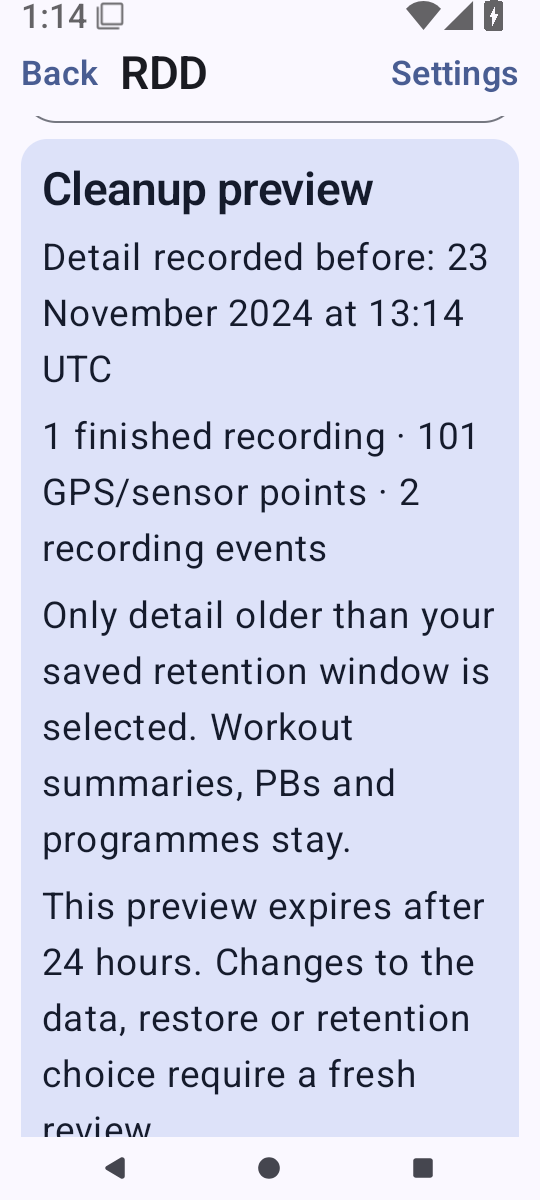 1:14
Back RDD Settings
Cleanup preview
Detail recorded before: 23
November 2024 at 13:14
UTC
1 finished recording · 101
GPS/sensor points · 2
recording events
Only detail older than your
saved retention window is
selected. Workout
summaries, PBs and
programmes stay.
This preview expires after
24 hours. Changes to the
data, restore or retention
choice require a fresh
review